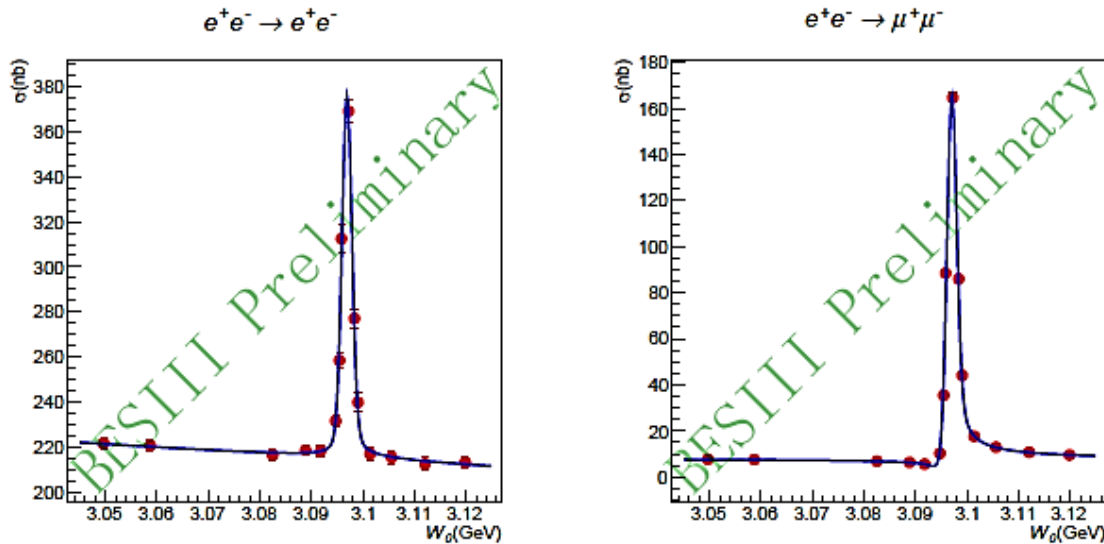 e⁺e⁻ → e⁺e⁻
σ(nb)
380
360
340
320
300
280
260
240
220
200
3.05 3.06 3.07 3.08 3.09 3.1 3.11 3.12
W₀(GeV)
BESIII Preliminary
e⁺e⁻ → μ⁺μ⁻
σ(nb)
180
160
140
120
100
80
60
40
20
0
3.05 3.06 3.07 3.08 3.09 3.1 3.11 3.12
W₀(GeV)
BESIII Preliminary